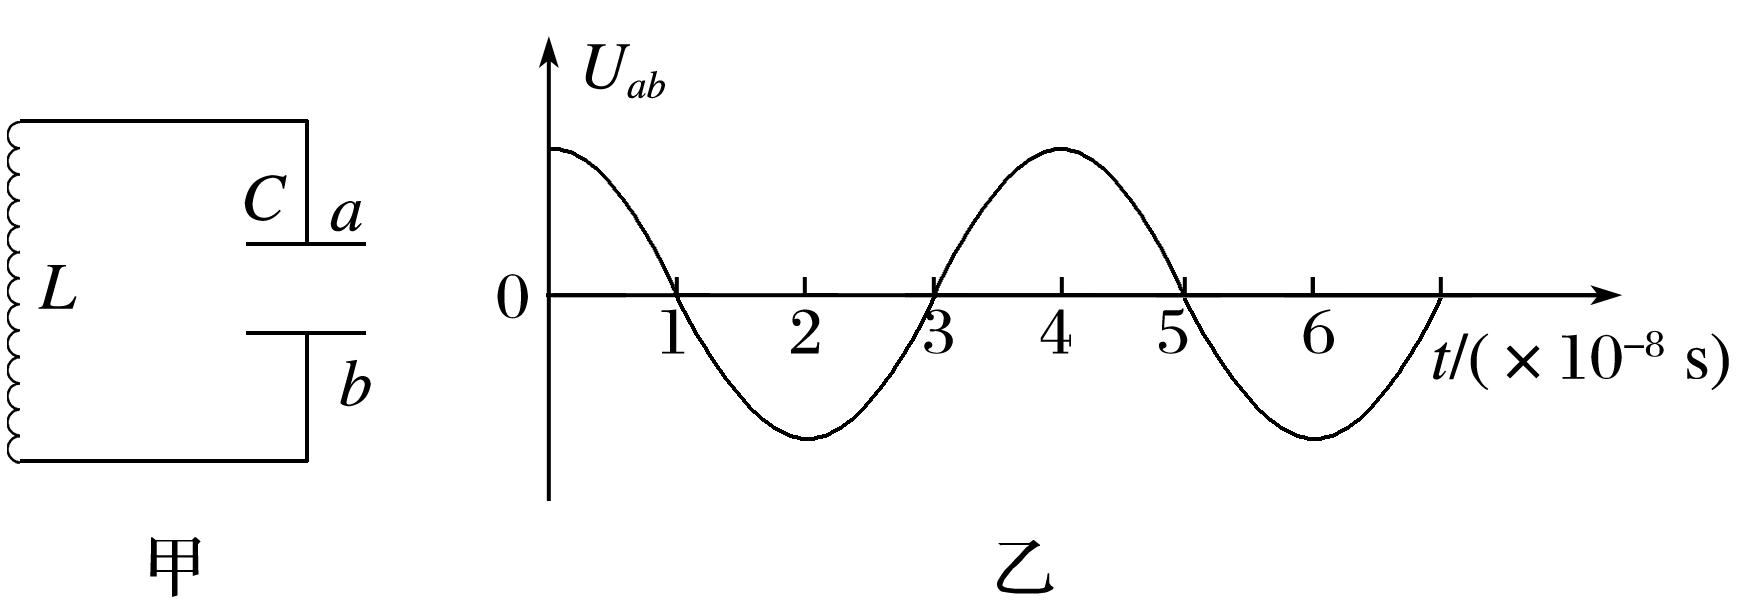 U_ab
C
a
L
b
0
1 2 3 4 5 6
t/(×10⁻⁸ s)
甲
乙